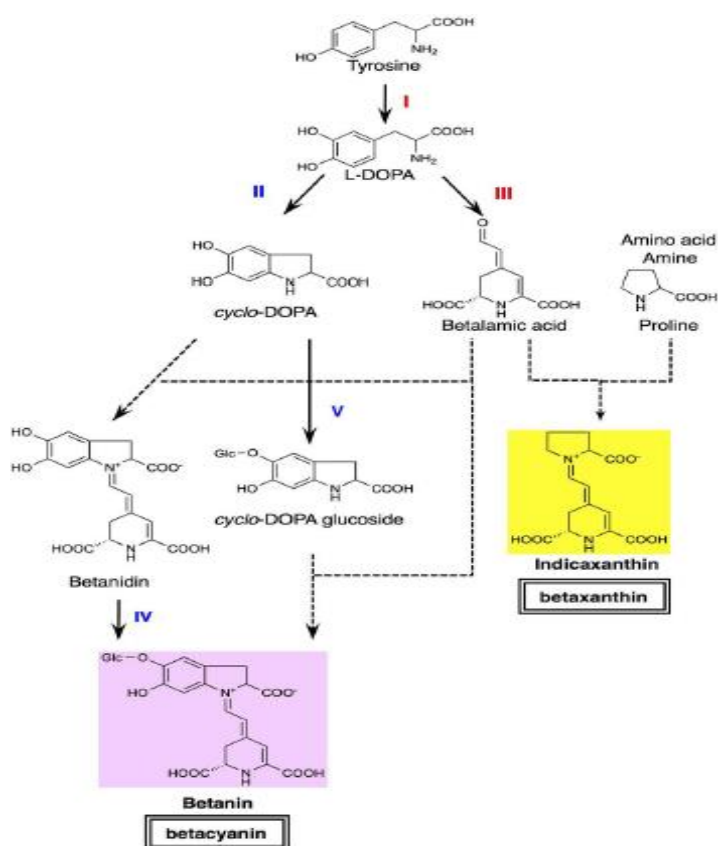 COOH
HO
NH2
Tyrosine
I
HO
COOH
HO
NH2
L-DOPA
II
III
HO
HO
N
H
COOH
cyclo-DOPA
O
HOOC
N
H
COOH
Betalamic acid
Amino acid
Amine
N
H
COOH
Proline
V
HO
HO
N+
COO-
HOOC
N
H
COOH
Betanidin
Glc-O
HO
N
H
COOH
cyclo-DOPA glucoside
N+
COO-
HOOC
N
H
COOH
Indicaxanthin
betaxanthin
IV
Glc-O
HO
N+
COO-
HOOC
N
H
COOH
Betanin
betacyanin